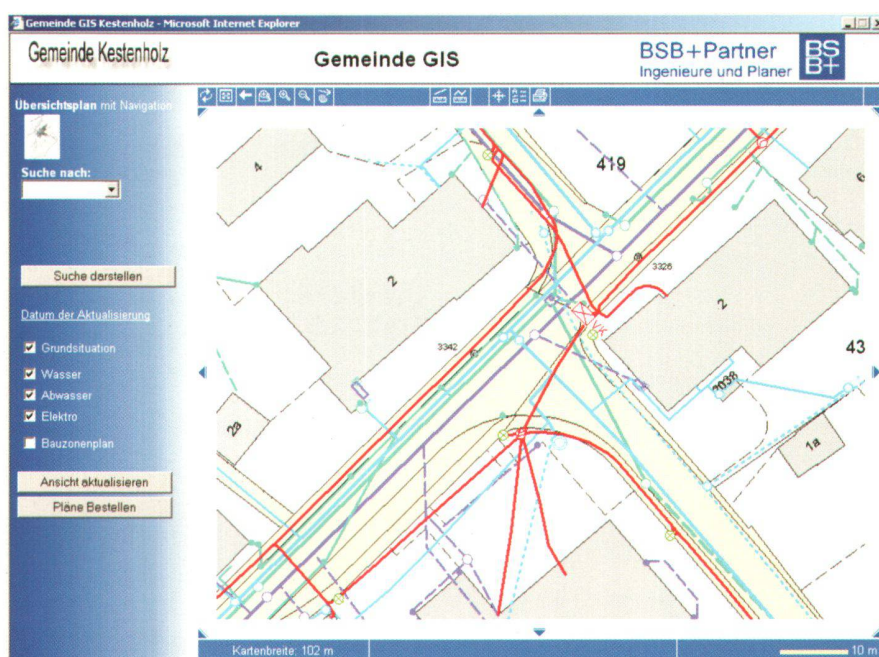 Gemeinde GIS Kestenholz - Microsoft Internet Explorer
Gemeinde Kestenholz
Gemeinde GIS
BSB+Partner
Ingenieure und Planer
BS
B+
Übersichtsplan mit Navigation
Suche nach:
Suche darstellen
Datum der Aktualisierung
Grundsituation
Wasser
Abwasser
Elektro
Bauzonenplan
Ansicht aktualisieren
Pläne Bestellen
4
419
6
2
3326
2
VK
3342
43
2038
2a
1a
Kartenbreite: 102 m
10 m